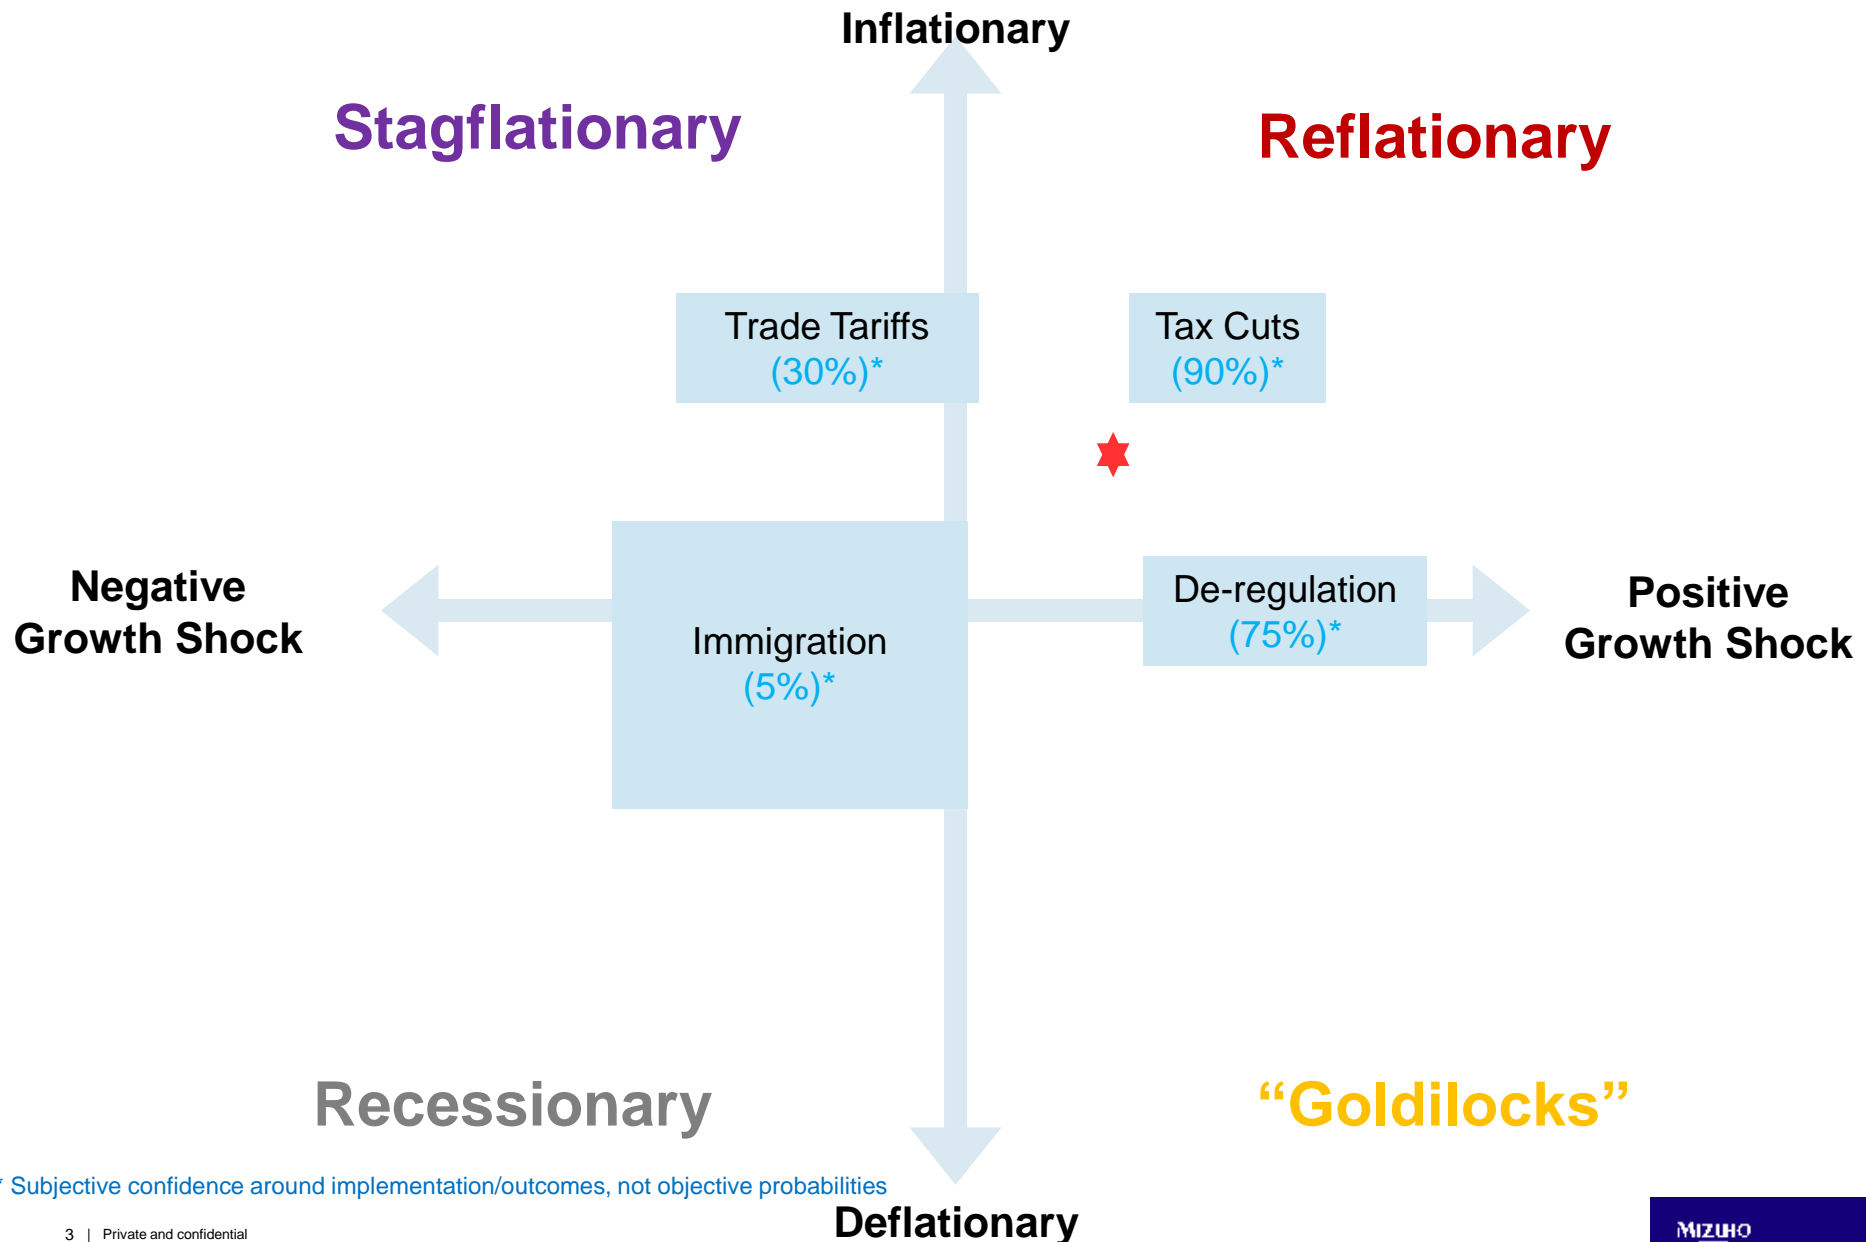 Inflationary
Stagflationary
Reflationary
Trade Tariffs
(30%)*
Tax Cuts
(90%)*
Negative
Growth Shock
Immigration
(5%)*
De-regulation
(75%)*
Positive
Growth Shock
Recessionary
“Goldilocks”
* Subjective confidence around implementation/outcomes, not objective probabilities
Deflationary
3 | Private and confidential
MIZUHO